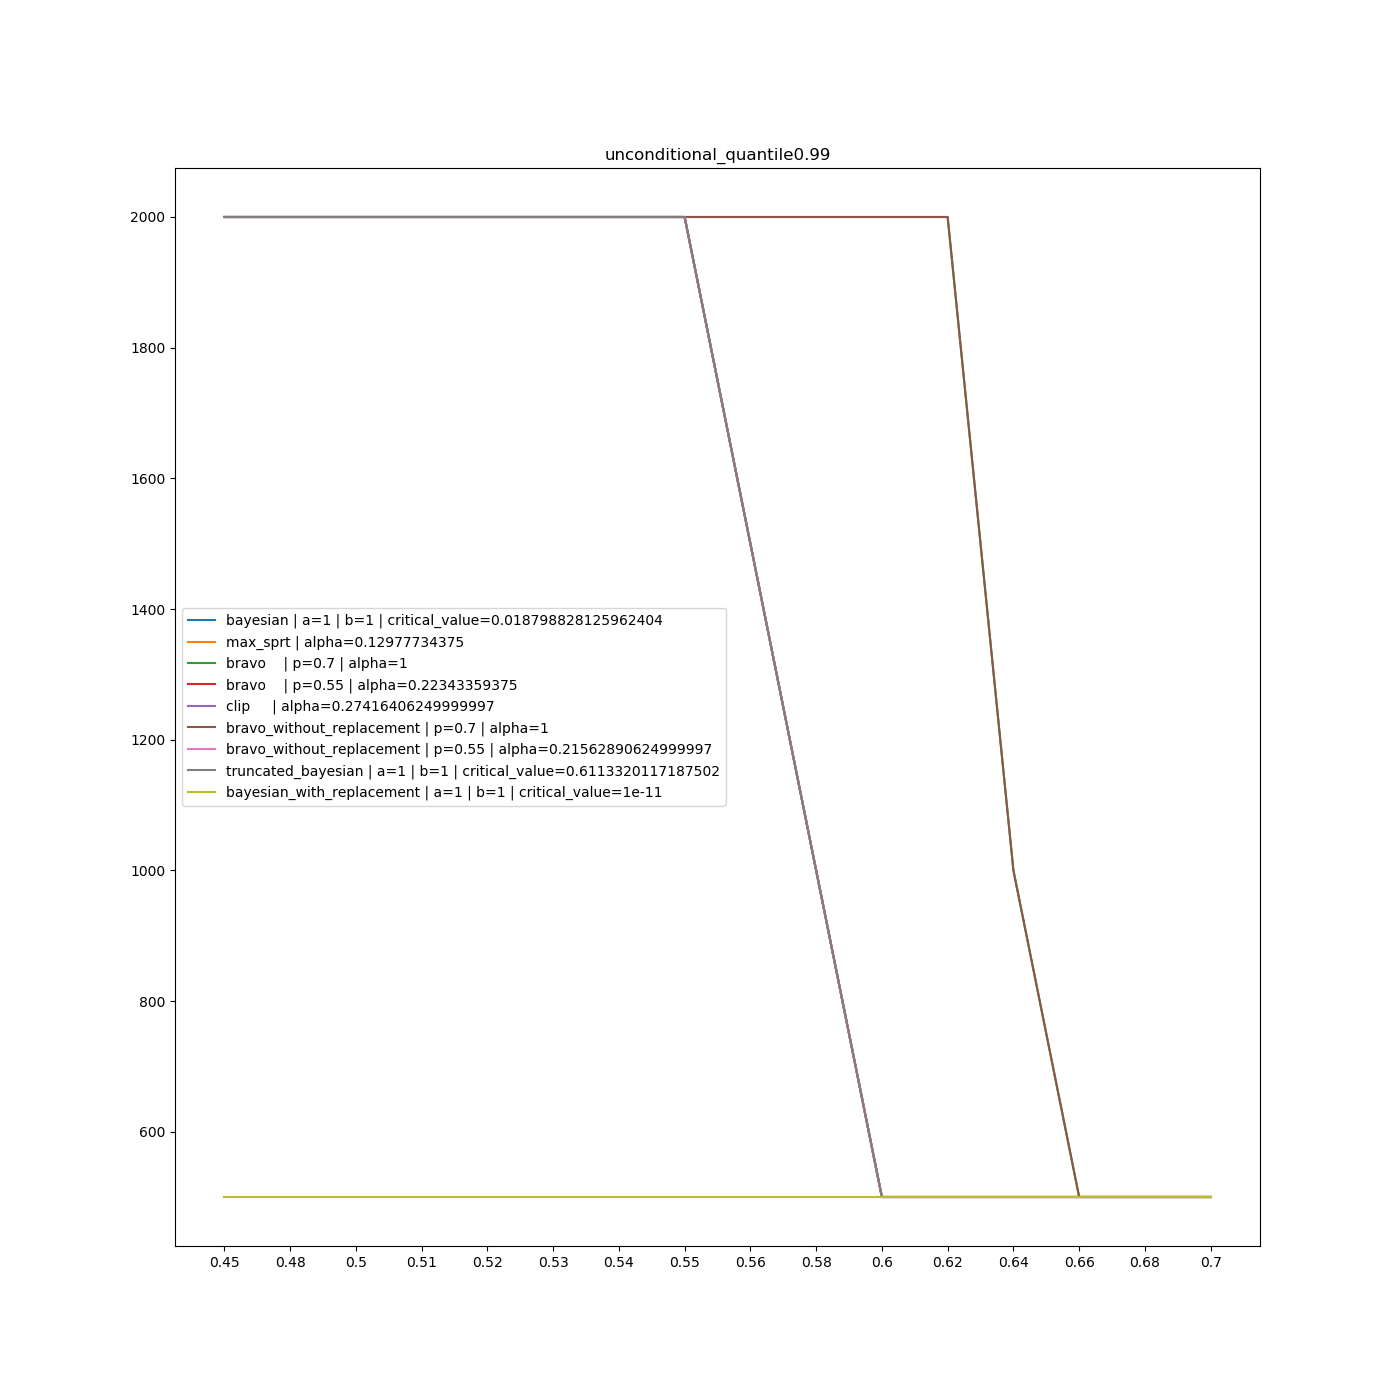 unconditional_quantile0.99
2000
1800
1600
1400
1200
1000
800
600
bayesian | a=1 | b=1 | critical_value=0.018798828125962404
max_sprt | alpha=0.12977734375
bravo    | p=0.7 | alpha=1
bravo    | p=0.55 | alpha=0.22343359375
clip     | alpha=0.27416406249999997
bravo_without_replacement | p=0.7 | alpha=1
bravo_without_replacement | p=0.55 | alpha=0.21562890624999997
truncated_bayesian | a=1 | b=1 | critical_value=0.6113320117187502
bayesian_with_replacement | a=1 | b=1 | critical_value=1e-11
0.45 0.48 0.5 0.51 0.52 0.53 0.54 0.55 0.56 0.58 0.6 0.62 0.64 0.66 0.68 0.7